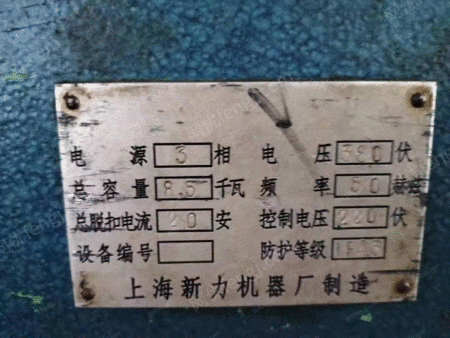 电 源 3 相 电 压 380 伏
总容量 8.5 千瓦 频 率 50 赫兹
总脱扣电流 20 安 控制电压 220 伏
设备编号 防护等级
上海新力机器厂制造